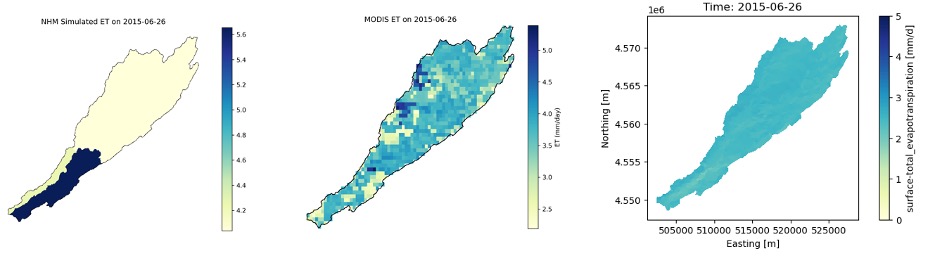 NHM Simulated ET on 2015-06-26
5.6
5.4
5.2
5.0
4.8
4.6
4.4
4.2
MODIS ET on 2015-06-26
5.0
4.5
4.0
3.5
3.0
2.5
ET (mm/day)
Time: 2015-06-26
1e6
4.570
4.565
4.560
4.555
4.550
Northing [m]
505000 510000 515000 520000 525000
Easting [m]
5
4
3
2
1
0
surface-total_evapotranspiration [mm/d]